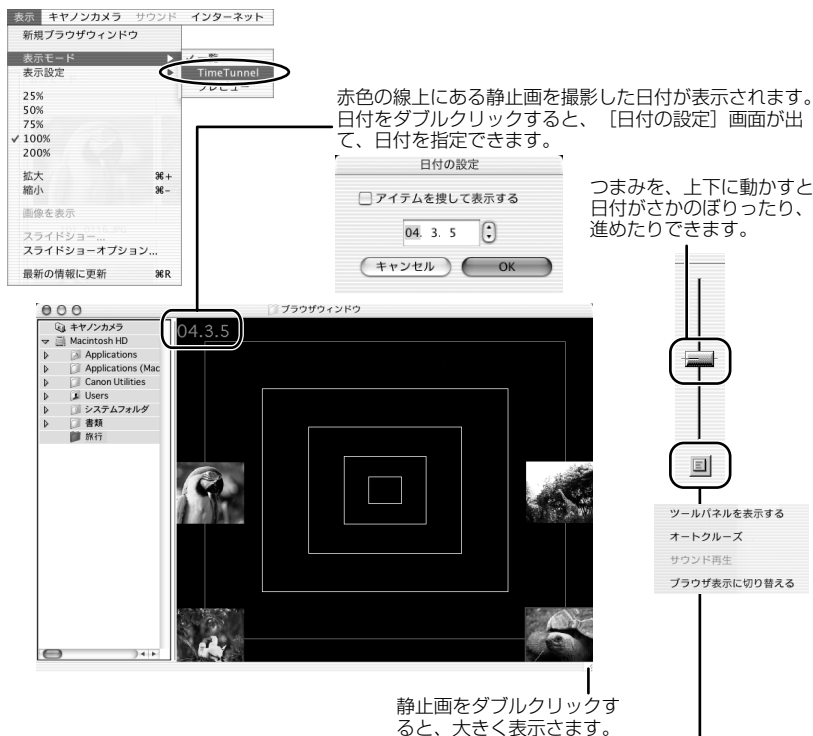 表示 キヤノンカメラ サウンド インターネット
新規ブラウザウィンドウ
表示モード
✓一覧
表示設定
TimeTunnel
プレビュー
25%
50%
75%
✓ 100%
200%
拡大 ⌘+
縮小 ⌘−
画像を表示
スライドショー...
スライドショーオプション...
最新の情報に更新 ⌘R
赤色の線上にある静止画を撮影した日付が表示されます。
日付をダブルクリックすると、［日付の設定］画面が出
て、日付を指定できます。
日付の設定
アイテムを捜して表示する
04. 3. 5
キャンセル OK
つまみを、上下に動かすと
日付がさかのぼりったり、
進めたりできます。
ブラウザウィンドウ
キヤノンカメラ
Macintosh HD
Applications
Applications (Mac
Canon Utilities
Users
システムフォルダ
書類
旅行
04.3.5
ツールパネルを表示する
オートクルーズ
サウンド再生
ブラウザ表示に切り替える
静止画をダブルクリックす
ると、大きく表示さます。